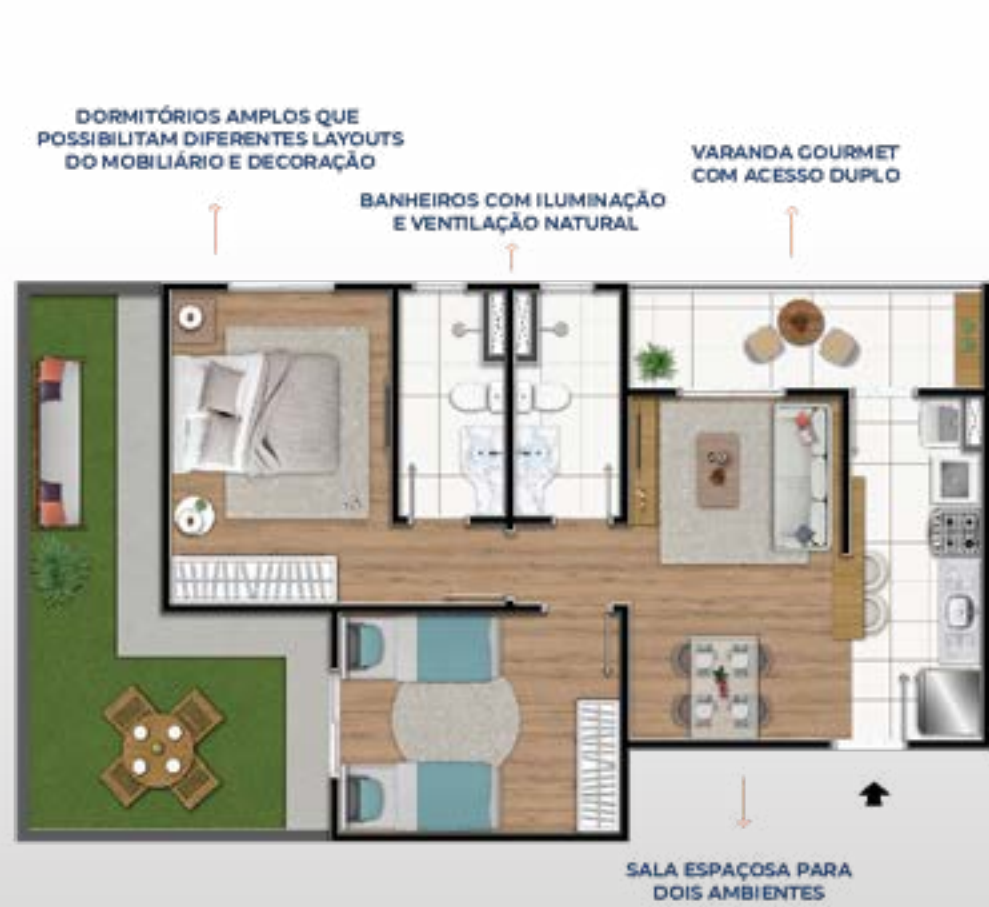 DORMITÓRIOS AMPLOS QUE
POSSIBILITAM DIFERENTES LAYOUTS
DO MOBILIÁRIO E DECORAÇÃO
BANHEIROS COM ILUMINAÇÃO
E VENTILAÇÃO NATURAL
VARANDA GOURMET
COM ACESSO DUPLO
SALA ESPAÇOSA PARA
DOIS AMBIENTES